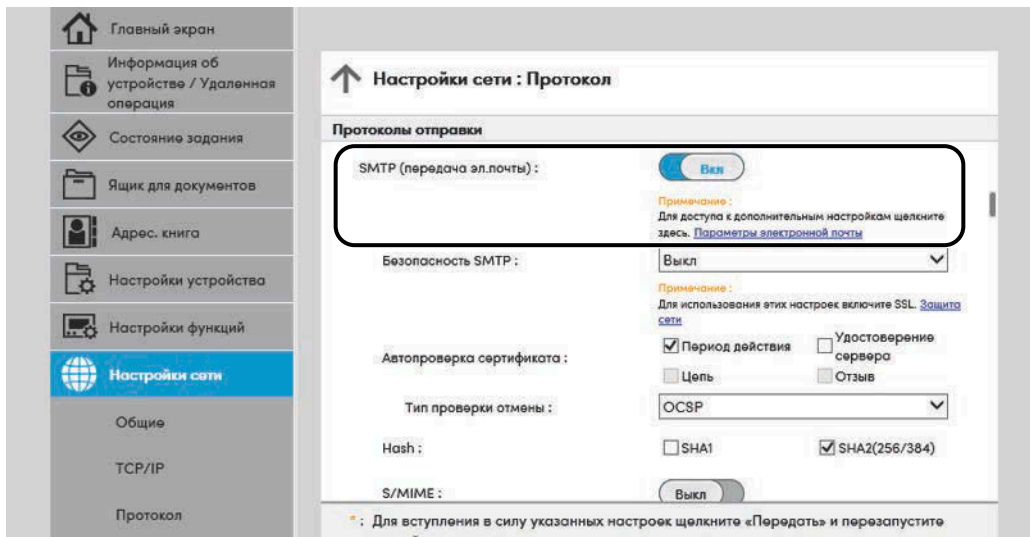 Главный экран
Информация об
устройстве / Удаленная
операция
Состояние задания
Ящик для документов
Адрес. книга
Настройки устройства
Настройки функций
Настройки сети
Общие
TCP/IP
Протокол
Настройки сети : Протокол
Протоколы отправки
SMTP (передача эл.почты) :
Вкл
Примечание :
Для доступа к дополнительным настройкам щелкните
здесь. Параметры электронной почты
Безопасность SMTP :
Выкл
Примечание :
Для использования этих настроек включите SSL. Защита
сети
Автопроверка сертификата :
Период действия
Удостоверение
сервера
Цепь
Отзыв
Тип проверки отмены :
OCSP
Hash :
SHA1
SHA2(256/384)
S/MIME :
Выкл
* : Для вступления в силу указанных настроек щелкните «Передать» и перезапустите